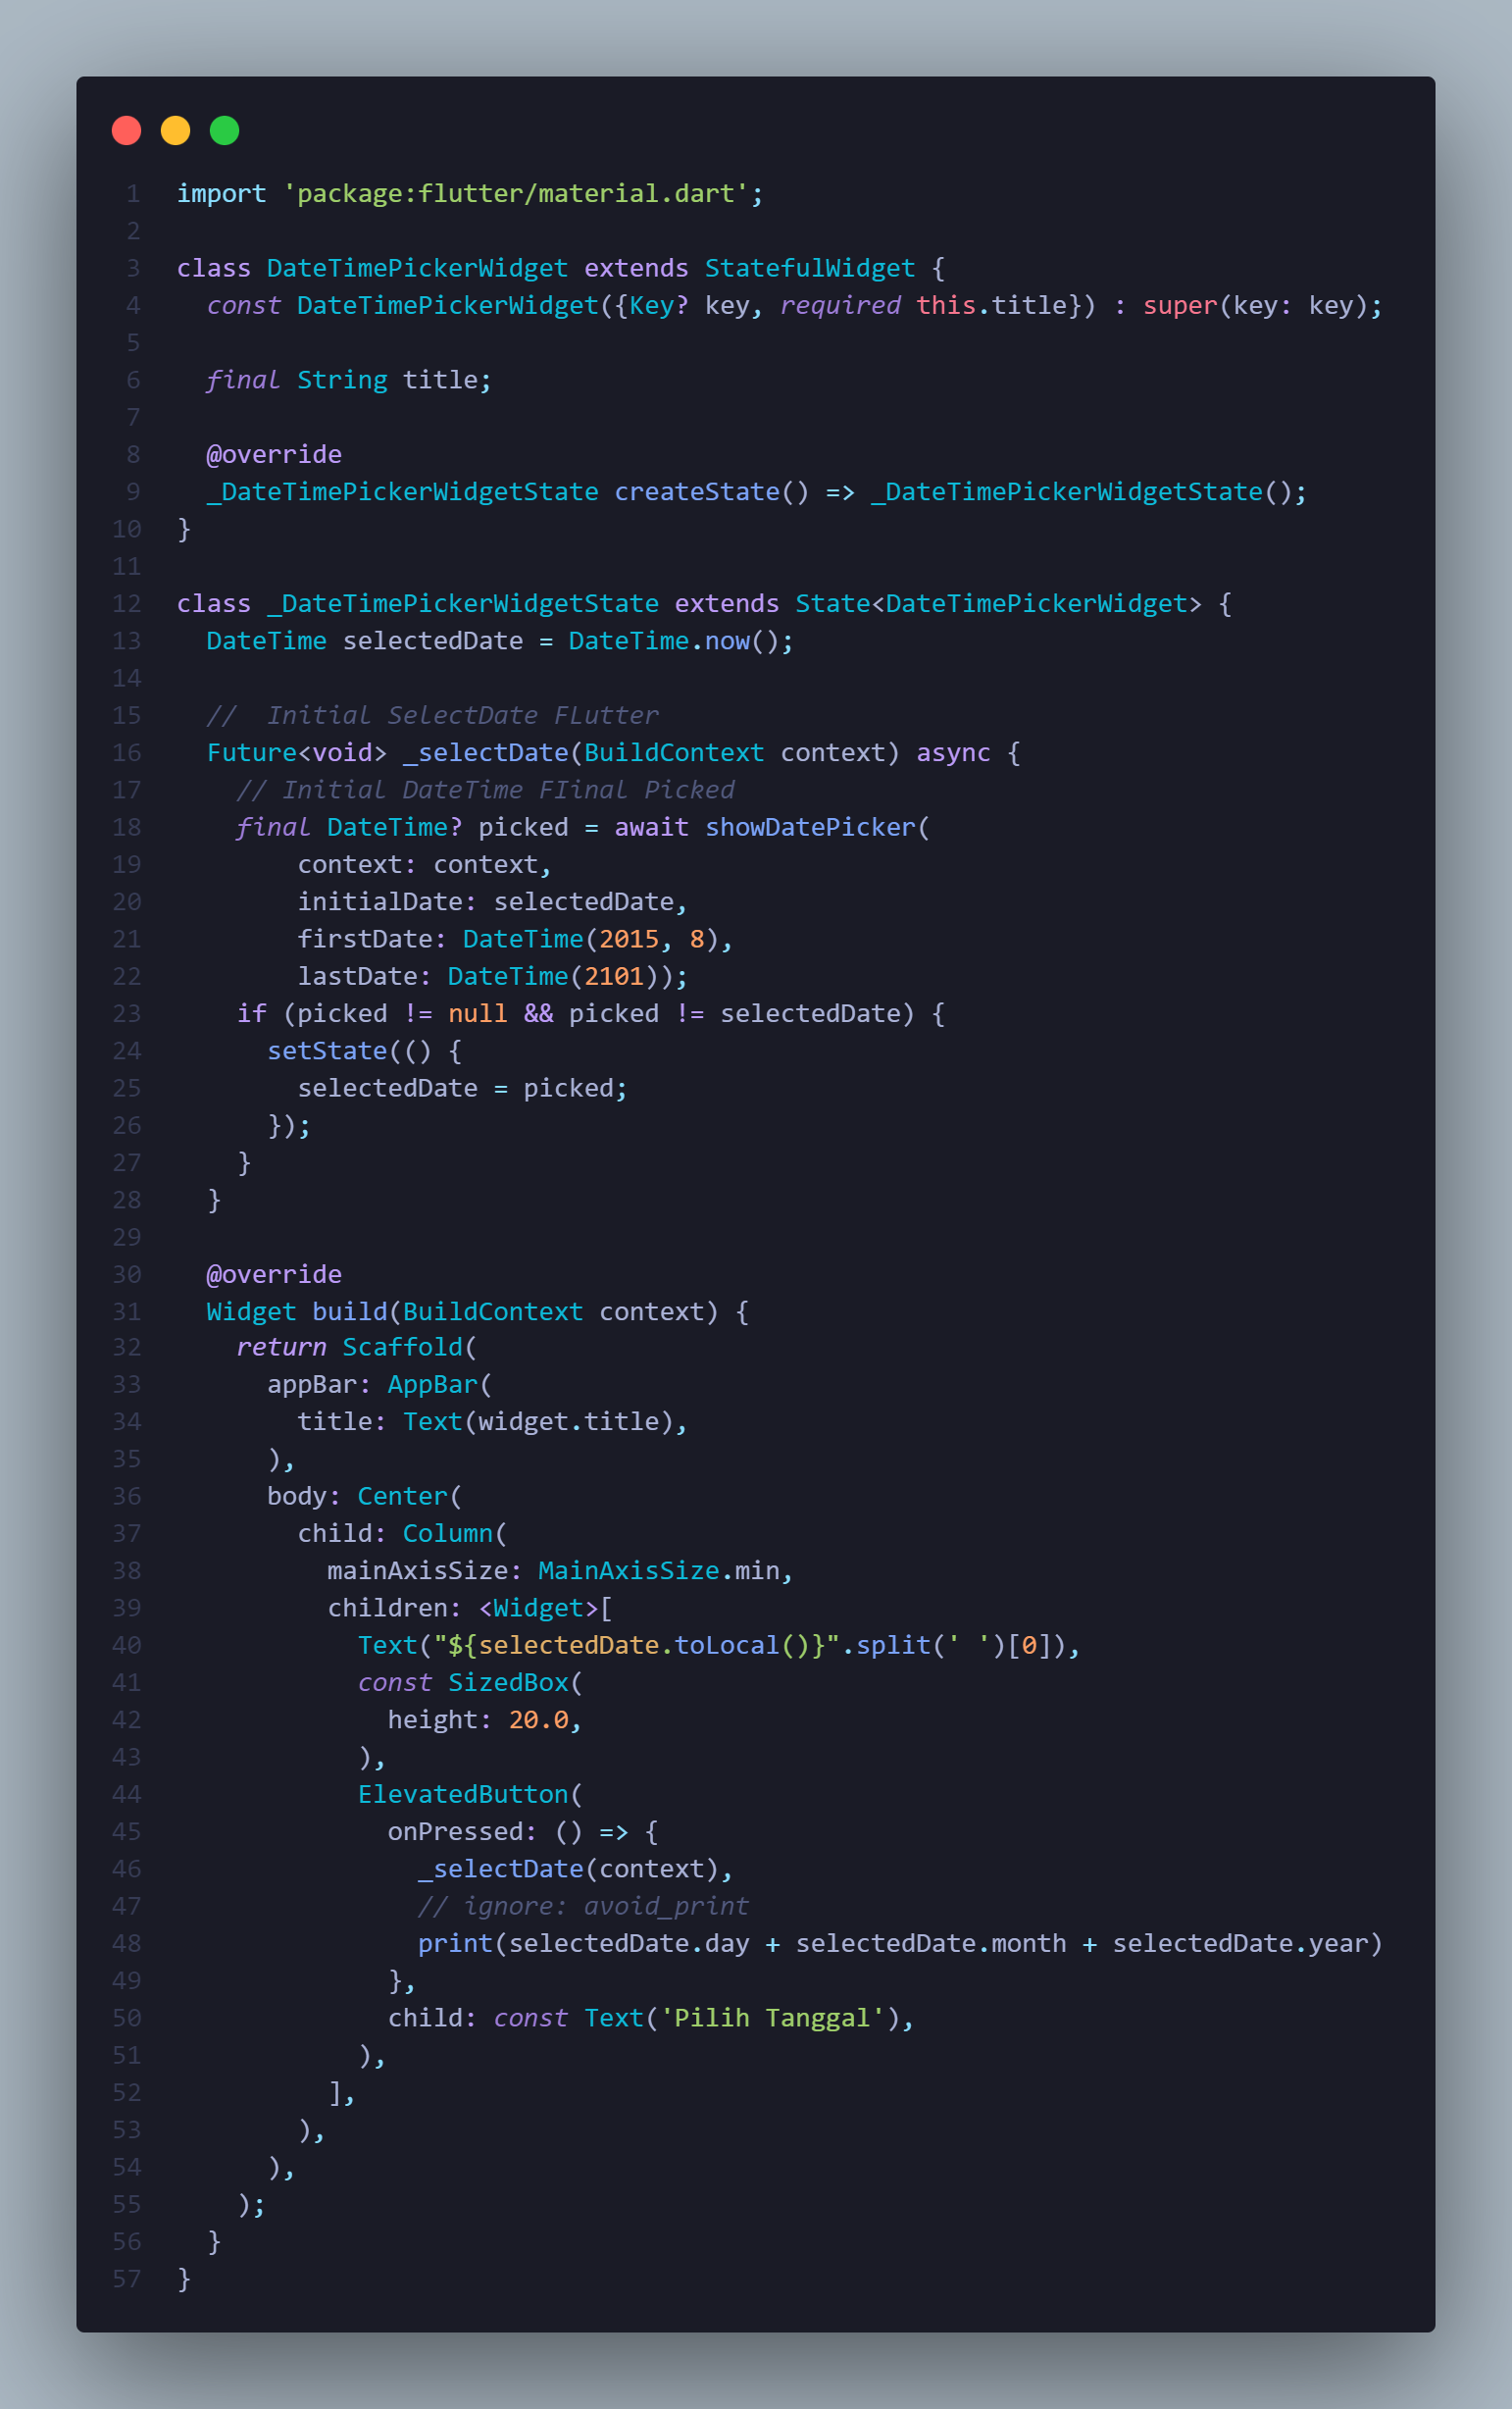 1 import 'package:flutter/material.dart';
2
3 class DateTimePickerWidget extends StatefulWidget {
4   const DateTimePickerWidget({Key? key, required this.title}) : super(key: key);
5
6   final String title;
7
8   @override
9   _DateTimePickerWidgetState createState() => _DateTimePickerWidgetState();
10 }
11
12 class _DateTimePickerWidgetState extends State<DateTimePickerWidget> {
13   DateTime selectedDate = DateTime.now();
14
15   //  Initial SelectDate FLutter
16   Future<void> _selectDate(BuildContext context) async {
17     // Initial DateTime FIinal Picked
18     final DateTime? picked = await showDatePicker(
19         context: context,
20         initialDate: selectedDate,
21         firstDate: DateTime(2015, 8),
22         lastDate: DateTime(2101));
23     if (picked != null && picked != selectedDate) {
24       setState(() {
25         selectedDate = picked;
26       });
27     }
28   }
29
30   @override
31   Widget build(BuildContext context) {
32     return Scaffold(
33       appBar: AppBar(
34         title: Text(widget.title),
35       ),
36       body: Center(
37         child: Column(
38           mainAxisSize: MainAxisSize.min,
39           children: <Widget>[
40             Text("${selectedDate.toLocal()}".split(' ')[0]),
41             const SizedBox(
42               height: 20.0,
43             ),
44             ElevatedButton(
45               onPressed: () => {
46                 _selectDate(context),
47                 // ignore: avoid_print
48                 print(selectedDate.day + selectedDate.month + selectedDate.year)
49               },
50               child: const Text('Pilih Tanggal'),
51             ),
52           ],
53         ),
54       ),
55     );
56   }
57 }